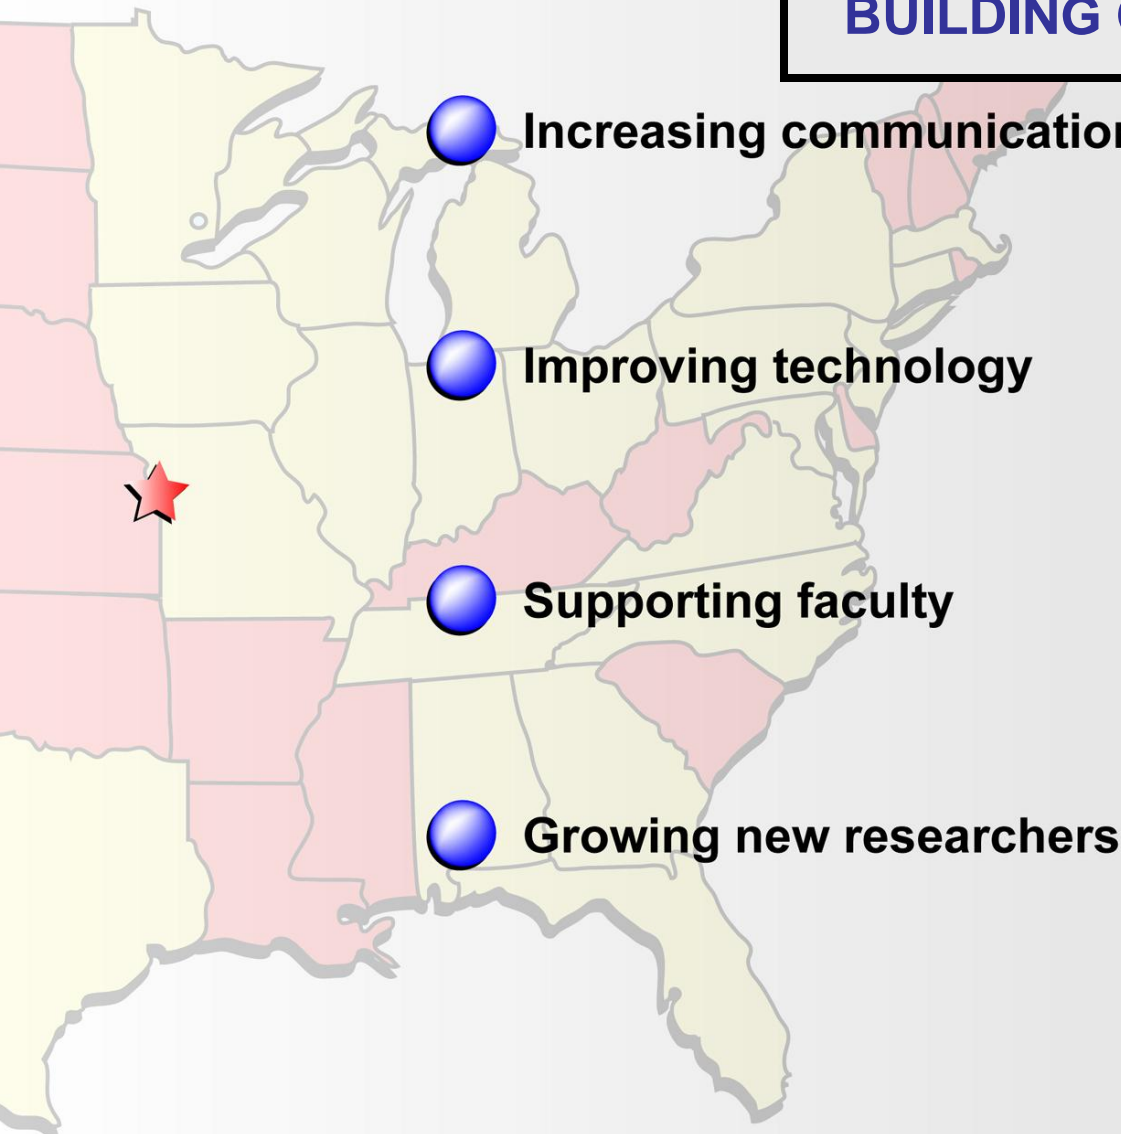 BUILDING
Increasing communication
Improving technology
Supporting faculty
Growing new researchers